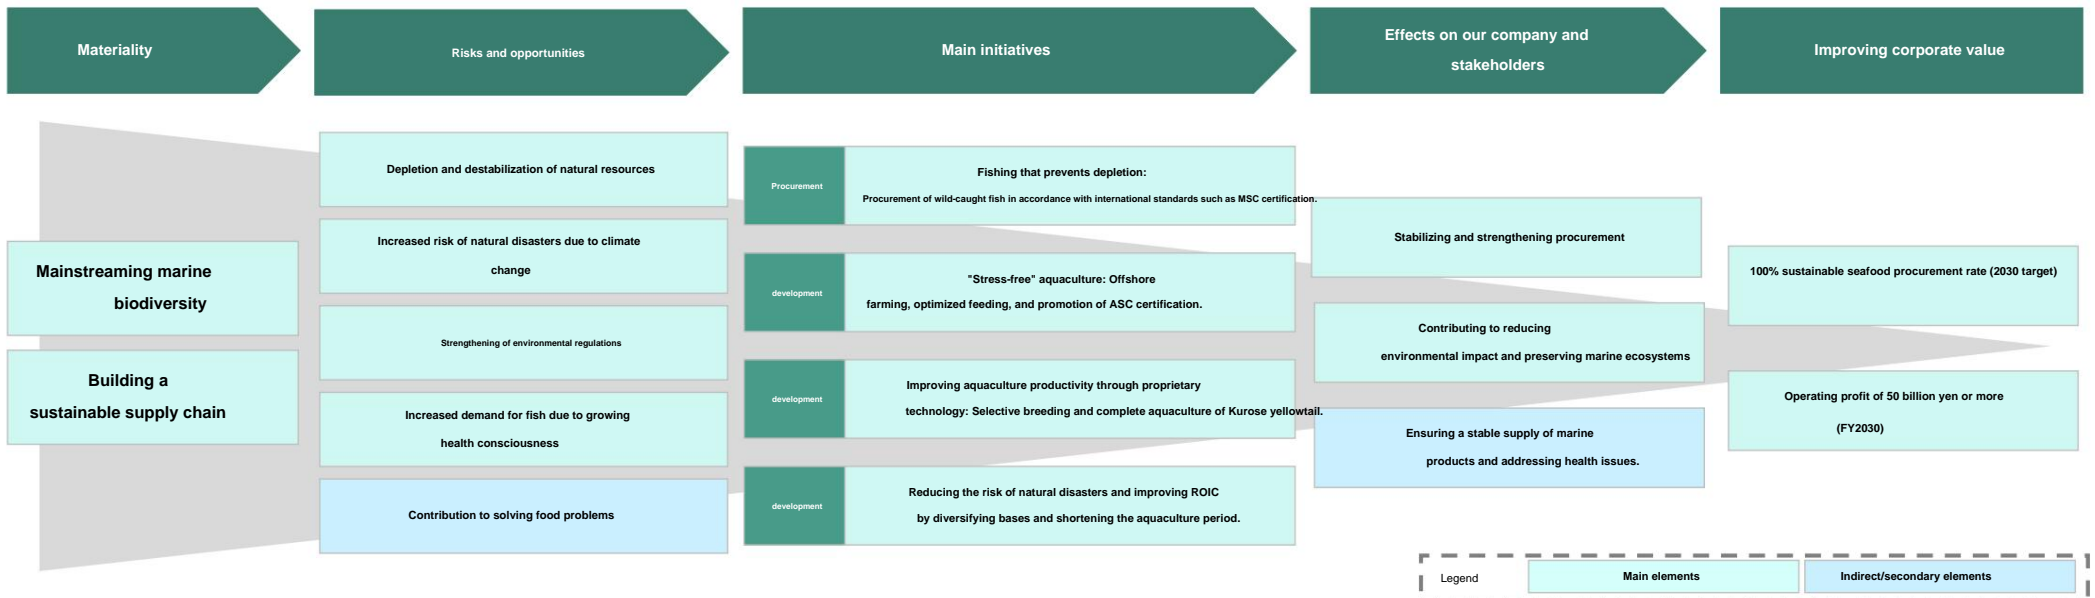 Materiality
Risks and opportunities
Main initiatives
Effects on our company and
stakeholders
Improving corporate value
Mainstreaming marine
biodiversity
Building a
sustainable supply chain
Depletion and destabilization of natural resources
Increased risk of natural disasters due to climate
change
Strengthening of environmental regulations
Increased demand for fish due to growing
health consciousness
Contribution to solving food problems
Procurement
Fishing that prevents depletion:
Procurement of wild-caught fish in accordance with international standards such as MSC certification.
development
"Stress-free" aquaculture: Offshore
farming, optimized feeding, and promotion of ASC certification.
development
Improving aquaculture productivity through proprietary
technology: Selective breeding and complete aquaculture of Kurose yellowtail.
development
Reducing the risk of natural disasters and improving ROIC
by diversifying bases and shortening the aquaculture period.
Stabilizing and strengthening procurement
Contributing to reducing
environmental impact and preserving marine ecosystems
Ensuring a stable supply of marine
products and addressing health issues.
100% sustainable seafood procurement rate (2030 target)
Operating profit of 50 billion yen or more
(FY2030)
Legend
Main elements
Indirect/secondary elements